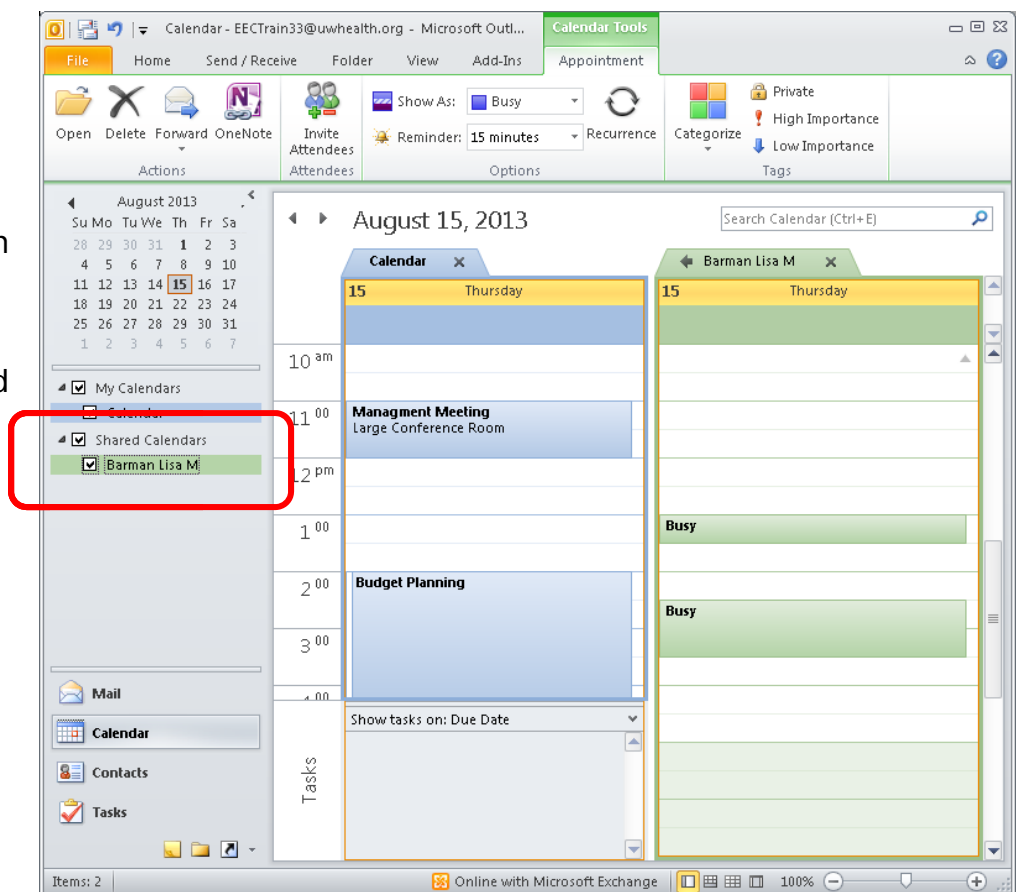 Calendar - EECTrain33@uwhealth.org - Microsoft Outl...
Calendar Tools
File Home Send / Receive Folder View Add-Ins Appointment
Open Delete Forward OneNote
Actions
Invite Attendees
Attendees
Show As: Busy
Reminder: 15 minutes
Recurrence
Options
Categorize
Private
High Importance
Low Importance
Tags
n
d
August 2013
Su Mo Tu We Th Fr Sa
28 29 30 31 1 2 3
4 5 6 7 8 9 10
11 12 13 14 15 16 17
18 19 20 21 22 23 24
25 26 27 28 29 30 31
1 2 3 4 5 6 7
My Calendars
Calendar
Shared Calendars
Barman Lisa M
Mail
Calendar
Contacts
Tasks
August 15, 2013
Search Calendar (Ctrl+E)
Calendar
Barman Lisa M
15 Thursday
15 Thursday
10 am
11 00
12 pm
1 00
2 00
3 00
00
Managment Meeting
Large Conference Room
Budget Planning
Busy
Busy
Tasks
Show tasks on: Due Date
Items: 2
Online with Microsoft Exchange
100%